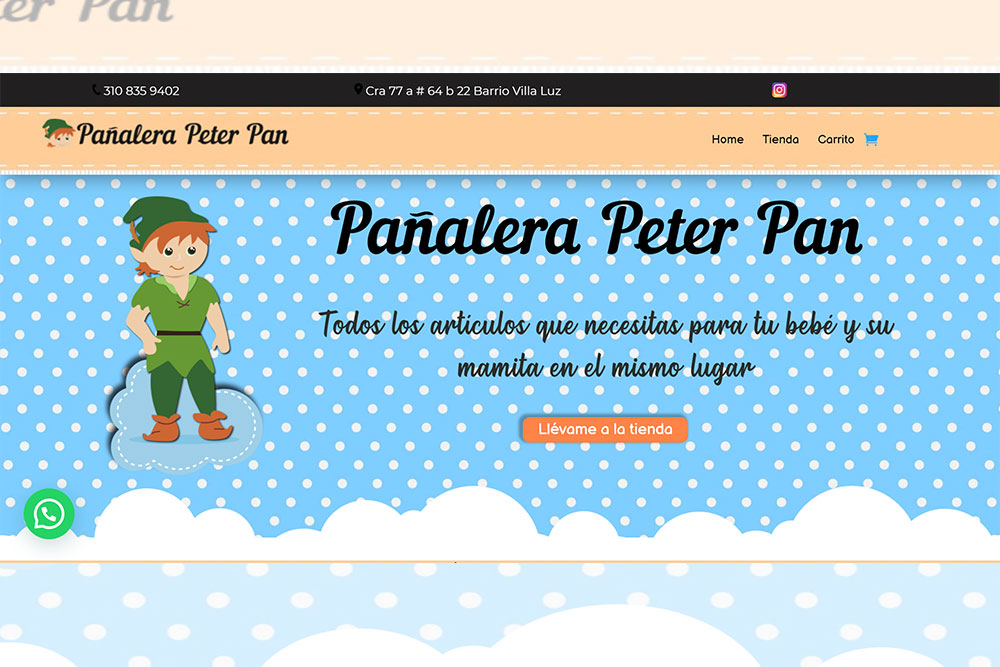 er Pan
310 835 9402
Cra 77 a # 64 b 22 Barrio Villa Luz
Pañalera Peter Pan
Home Tienda Carrito
Pañalera Peter Pan
Todos los artículos que necesitas para tu bebé y su
mamita en el mismo lugar
Llévame a la tienda